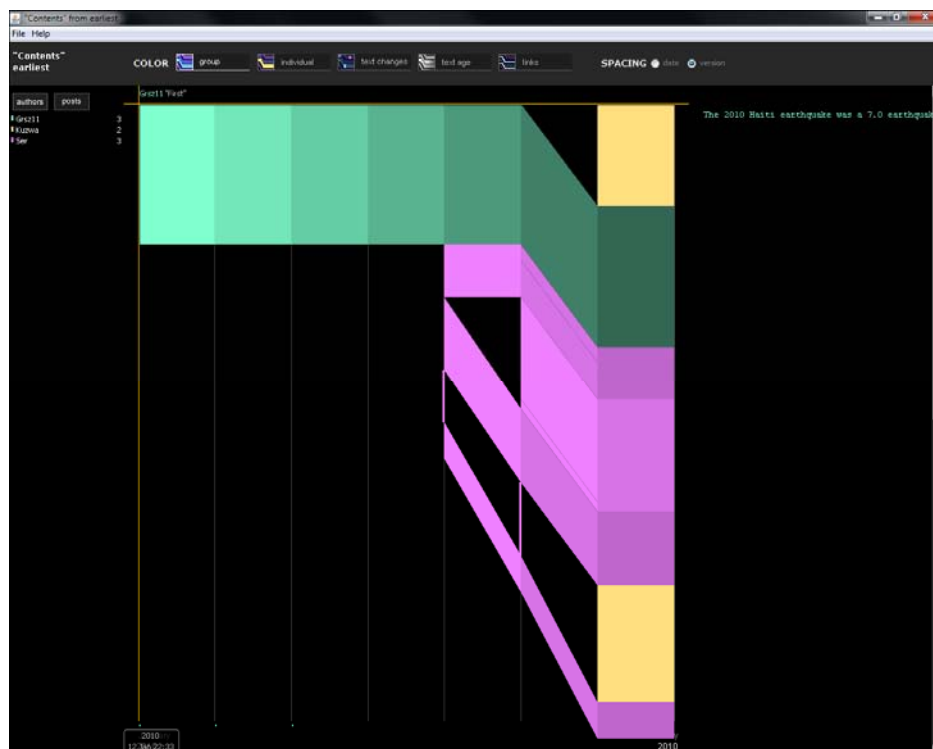 "Contents" from earliest
File Help
"Contents"
earliest
COLOR group individual text changes text age links SPACING date version
authors posts
Grsz11 "First"
Grsz11 3
Kuzwa 2
Ser 3
The 2010 Haiti earthquake was a 7.0 earthquak
2010
2010